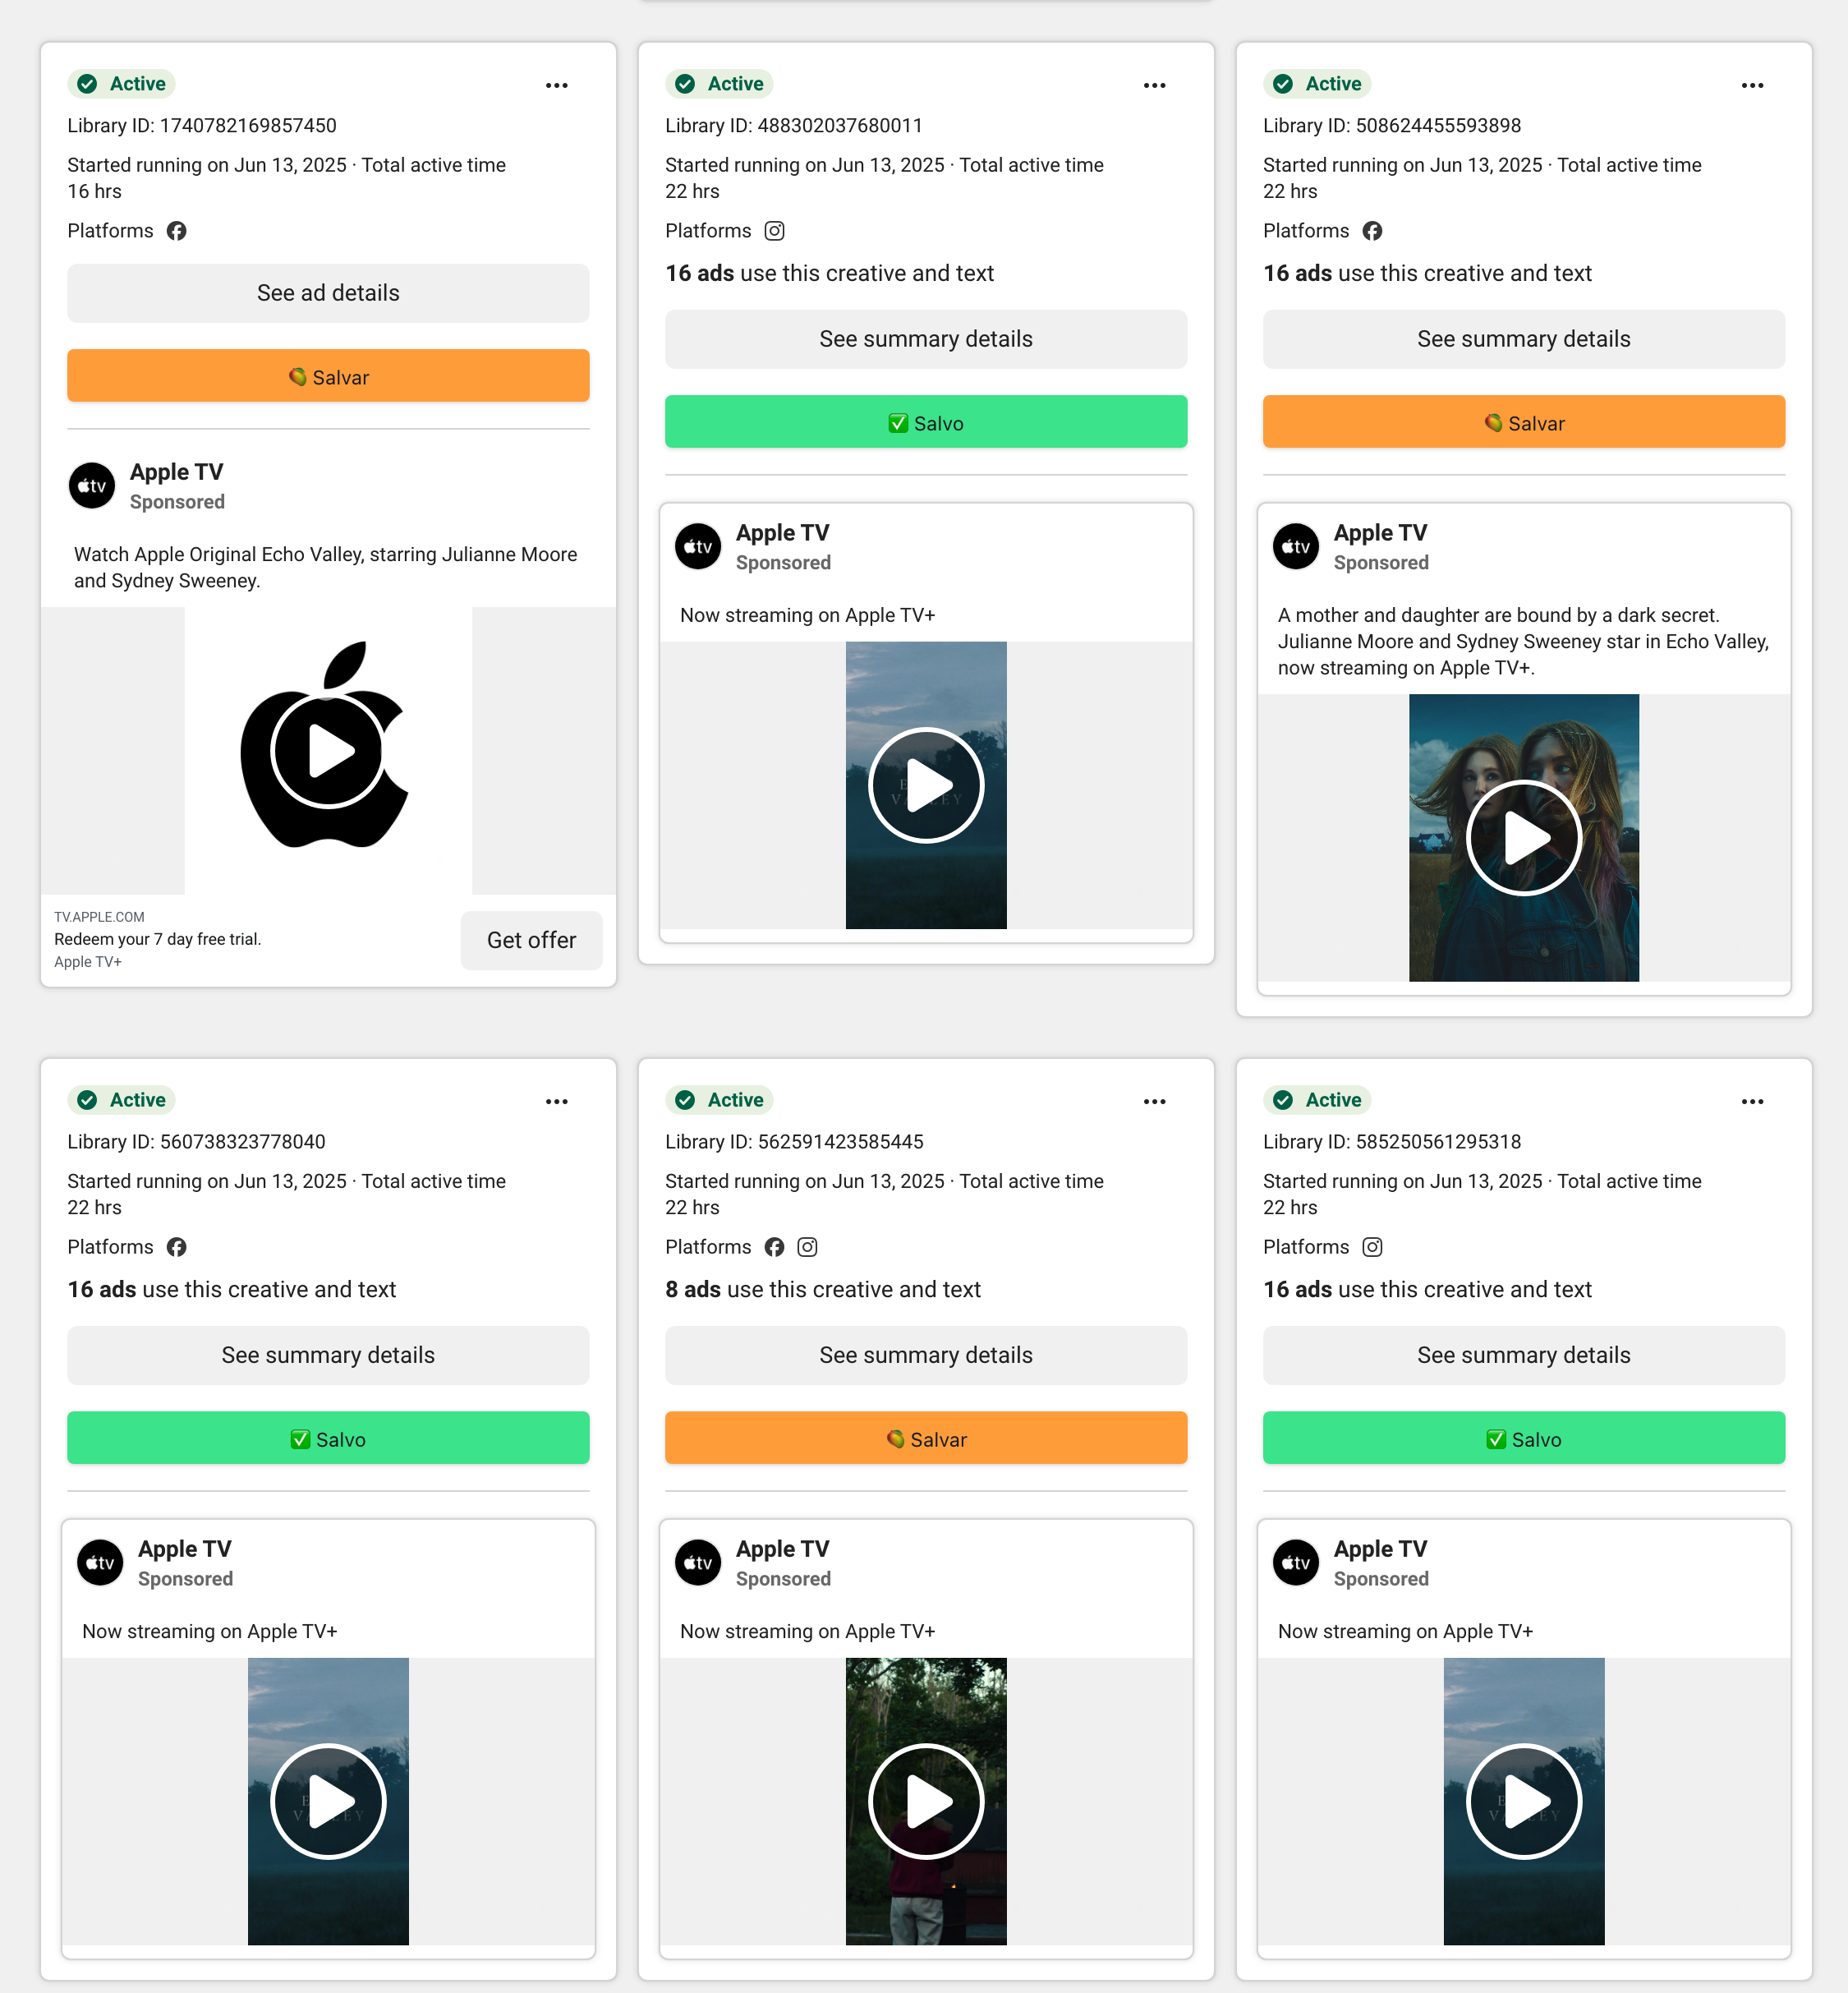 Active
Library ID: 1740782169857450
Started running on Jun 13, 2025 · Total active time
16 hrs
Platforms
See ad details
Salvar
tv
Apple TV
Sponsored
Watch Apple Original Echo Valley, starring Julianne Moore
and Sydney Sweeney.
TV.APPLE.COM
Redeem your 7 day free trial.
Apple TV+
Get offer
Active
Library ID: 488302037680011
Started running on Jun 13, 2025 · Total active time
22 hrs
Platforms
16 ads use this creative and text
See summary details
Salvo
tv
Apple TV
Sponsored
Now streaming on Apple TV+
Active
Library ID: 508624455593898
Started running on Jun 13, 2025 · Total active time
22 hrs
Platforms
16 ads use this creative and text
See summary details
Salvar
tv
Apple TV
Sponsored
A mother and daughter are bound by a dark secret.
Julianne Moore and Sydney Sweeney star in Echo Valley,
now streaming on Apple TV+.
Active
Library ID: 560738323778040
Started running on Jun 13, 2025 · Total active time
22 hrs
Platforms
16 ads use this creative and text
See summary details
Salvo
tv
Apple TV
Sponsored
Now streaming on Apple TV+
Active
Library ID: 562591423585445
Started running on Jun 13, 2025 · Total active time
22 hrs
Platforms
8 ads use this creative and text
See summary details
Salvar
tv
Apple TV
Sponsored
Now streaming on Apple TV+
Active
Library ID: 585250561295318
Started running on Jun 13, 2025 · Total active time
22 hrs
Platforms
16 ads use this creative and text
See summary details
Salvo
tv
Apple TV
Sponsored
Now streaming on Apple TV+